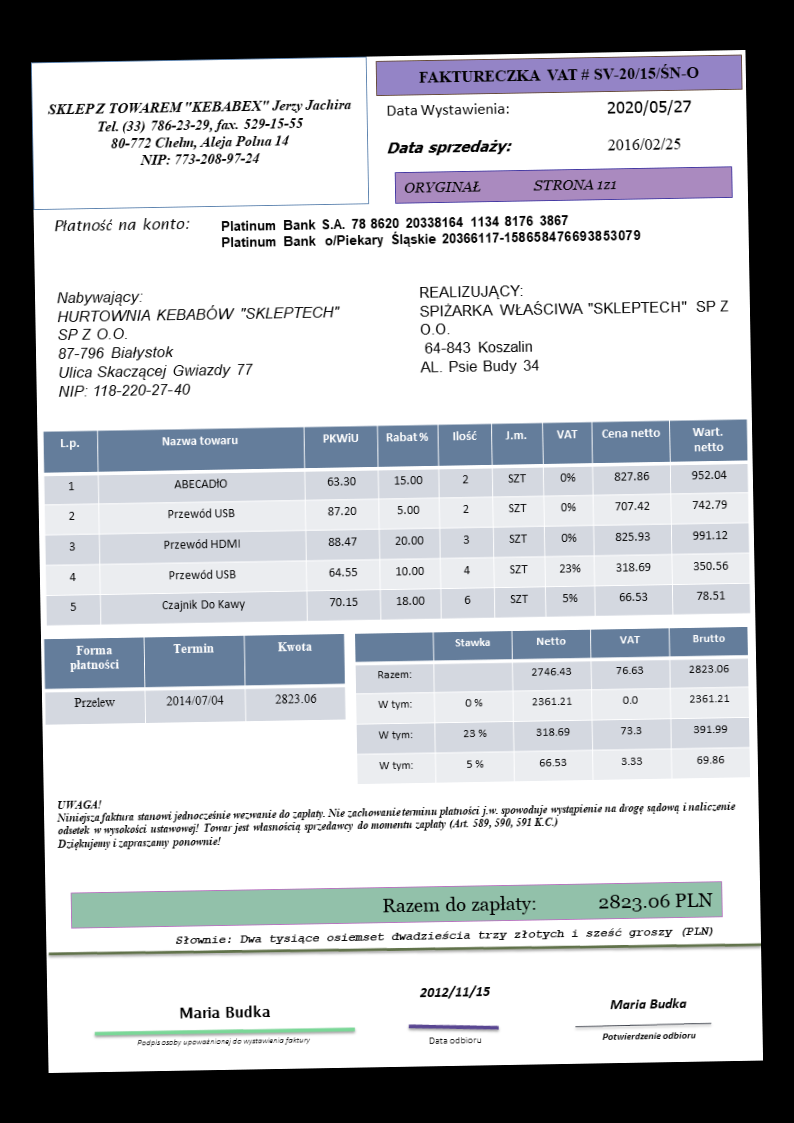 SKLEP Z TOWAREM "KEBABEX" Jerzy Jachira
Tel. (33) 786-23-29, fax. 529-15-55
80-772 Chełm, Aleja Polna 14
NIP: 773-208-97-24
FAKTURECZKA VAT # SV-20/15/ŚN-O
Data Wystawienia: 2020/05/27
Data sprzedaży: 2016/02/25
ORYGINAŁ STRONA 1z1
Płatność na konto:
Platinum Bank S.A. 78 8620 20338164 1134 8176 3867
Platinum Bank o/Piekary Śląskie 20366117-158658476693853079
Nabywający:
HURTOWNIA KEBABÓW "SKLEPTECH"
SP Z O.O.
87-796 Białystok
Ulica Skaczącej Gwiazdy 77
NIP: 118-220-27-40
REALIZUJĄCY:
SPIŻARKA WŁAŚCIWA "SKLEPTECH" SP Z
O.O.
64-843 Koszalin
AL. Psie Budy 34
L.p. Nazwa towaru PKWiU Rabat % Ilość J.m. VAT Cena netto Wart. netto
1 ABECADŁO 63.30 15.00 2 SZT 0% 827.86 952.04
2 Przewód USB 87.20 5.00 2 SZT 0% 707.42 742.79
3 Przewód HDMI 88.47 20.00 3 SZT 0% 825.93 991.12
4 Przewód USB 64.55 10.00 4 SZT 23% 318.69 350.56
5 Czajnik Do Kawy 70.15 18.00 6 SZT 5% 66.53 78.51
Forma płatności Termin Kwota
Przelew 2014/07/04 2823.06
Stawka Netto VAT Brutto
Razem: 2746.43 76.63 2823.06
W tym: 0 % 2361.21 0.0 2361.21
W tym: 23 % 318.69 73.3 391.99
W tym: 5 % 66.53 3.33 69.86
UWAGA!
Niniejsza faktura stanowi jednocześnie wezwanie do zapłaty. Nie zachowanie terminu płatności j.w. spowoduje wystąpienie na drogę sądową i naliczenie
odsetek w wysokości ustawowej! Towar jest własnością sprzedawcy do momentu zapłaty (Art. 589, 590, 591 K.C.)
Dziękujemy i zapraszamy ponownie!
Razem do zapłaty: 2823.06 PLN
Słownie: Dwa tysiące osiemset dwadzieścia trzy złotych i sześć groszy (PLN)
Maria Budka
Podpis osoby upoważnionej do wystawienia faktury
2012/11/15
Data odbioru
Maria Budka
Potwierdzenie odbioru